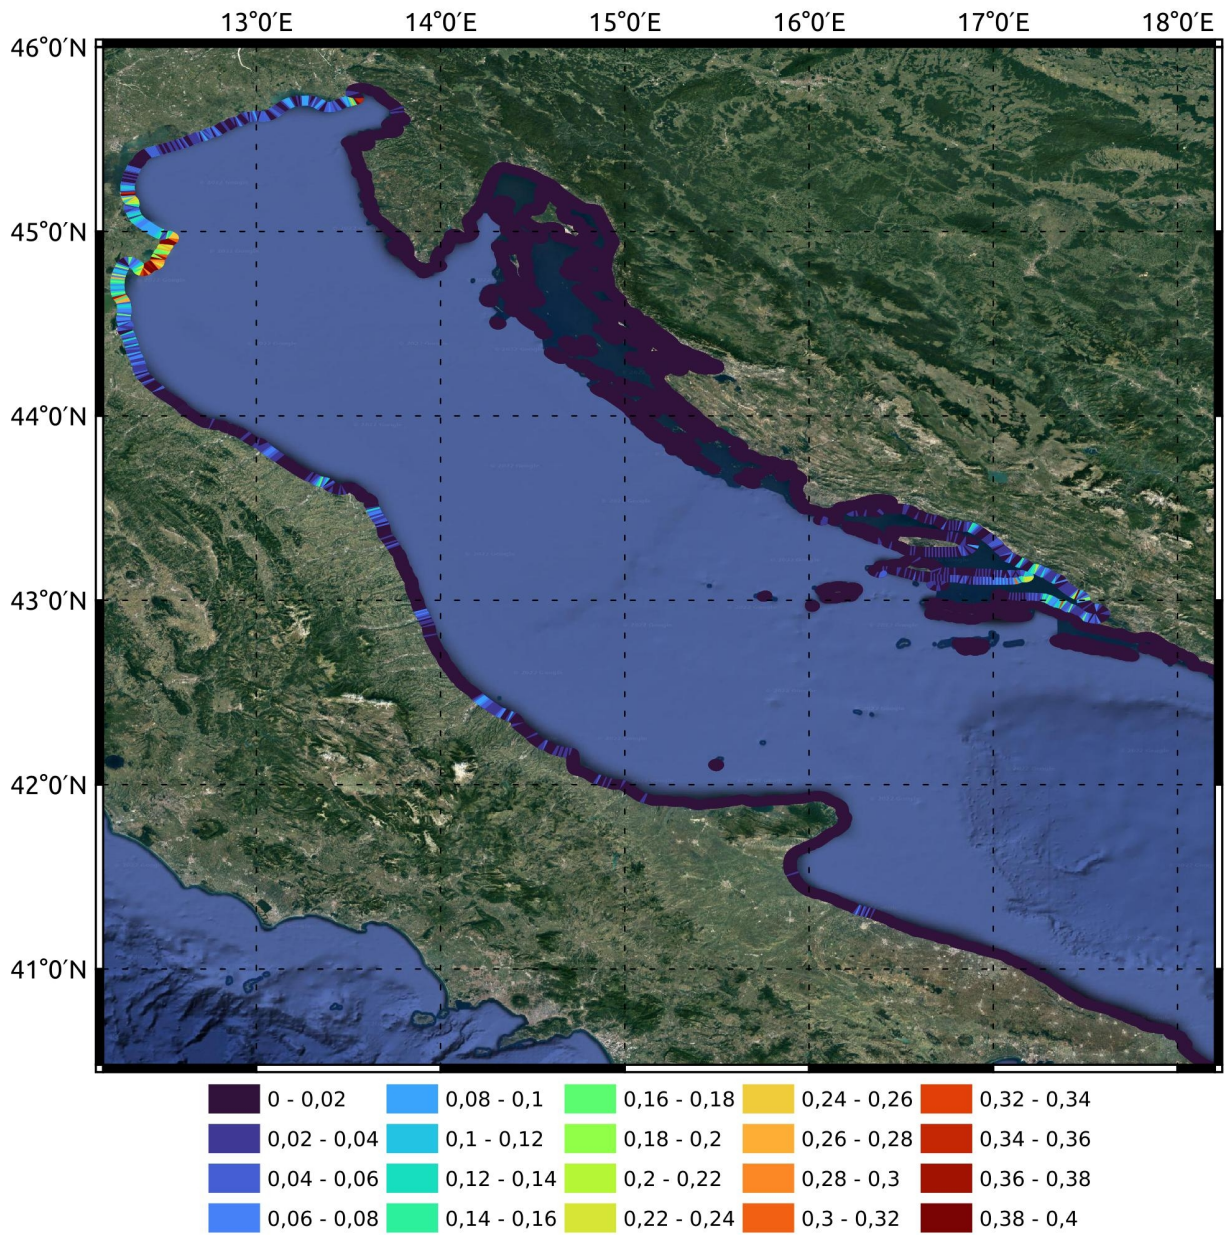 13°0′E 14°0′E 15°0′E 16°0′E 17°0′E 18°0′E
46°0′N
45°0′N
44°0′N
43°0′N
42°0′N
41°0′N
0 - 0,02 0,08 - 0,1 0,16 - 0,18 0,24 - 0,26 0,32 - 0,34
0,02 - 0,04 0,1 - 0,12 0,18 - 0,2 0,26 - 0,28 0,34 - 0,36
0,04 - 0,06 0,12 - 0,14 0,2 - 0,22 0,28 - 0,3 0,36 - 0,38
0,06 - 0,08 0,14 - 0,16 0,22 - 0,24 0,3 - 0,32 0,38 - 0,4